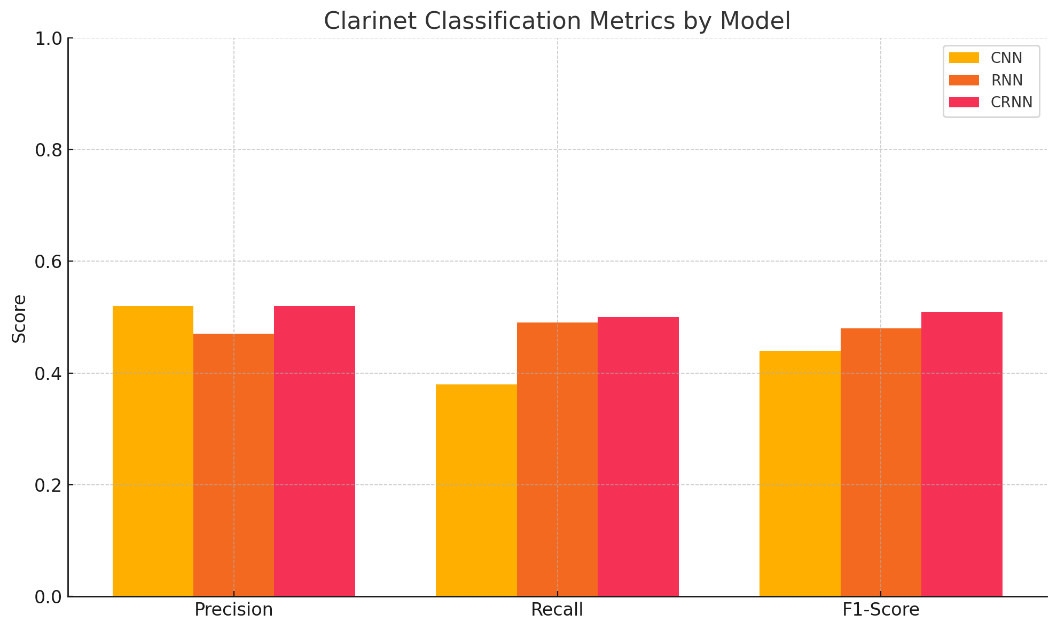 Clarinet Classification Metrics by Model
CNN
RNN
CRNN
Score
1.0
0.8
0.6
0.4
0.2
0.0
Precision Recall F1-Score